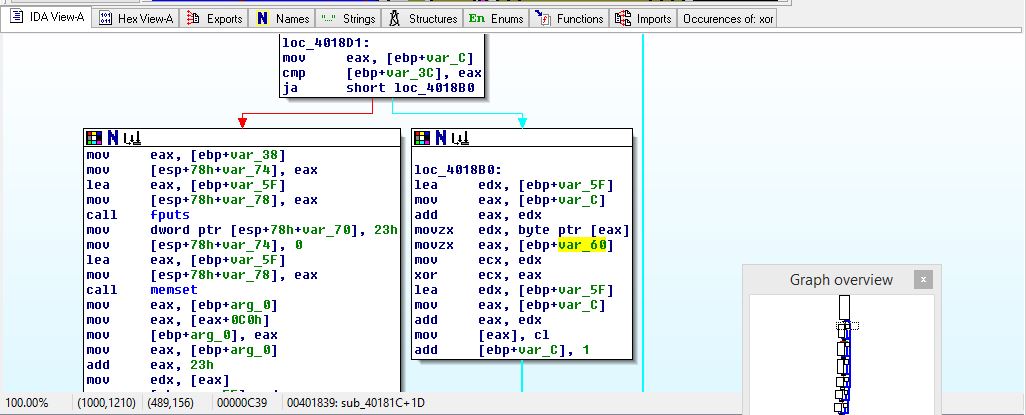 IDA View-A Hex View-A Exports Names Strings Structures En Enums Functions Imports Occurences of: xor
loc_4018D1:
mov eax, [ebp+var_C]
cmp [ebp+var_3C], eax
ja short loc_4018B0
mov eax, [ebp+var_38]
mov [esp+78h+var_74], eax
lea eax, [ebp+var_5F]
mov [esp+78h+var_78], eax
call fputs
mov dword ptr [esp+78h+var_70], 23h
mov [esp+78h+var_74], 0
lea eax, [ebp+var_5F]
mov [esp+78h+var_78], eax
call memset
mov eax, [ebp+arg_0]
mov eax, [eax+0C0h]
mov [ebp+arg_0], eax
mov eax, [ebp+arg_0]
add eax, 23h
mov edx, [eax]
loc_4018B0:
lea edx, [ebp+var_5F]
mov eax, [ebp+var_C]
add eax, edx
movzx edx, byte ptr [eax]
movzx eax, [ebp+var_60]
mov ecx, edx
xor ecx, eax
lea edx, [ebp+var_5F]
mov eax, [ebp+var_C]
add eax, edx
mov [eax], cl
add [ebp+var_C], 1
Graph overview
100.00% (1000,1210) (489,156) 00000C39 00401839: sub_40181C+1D